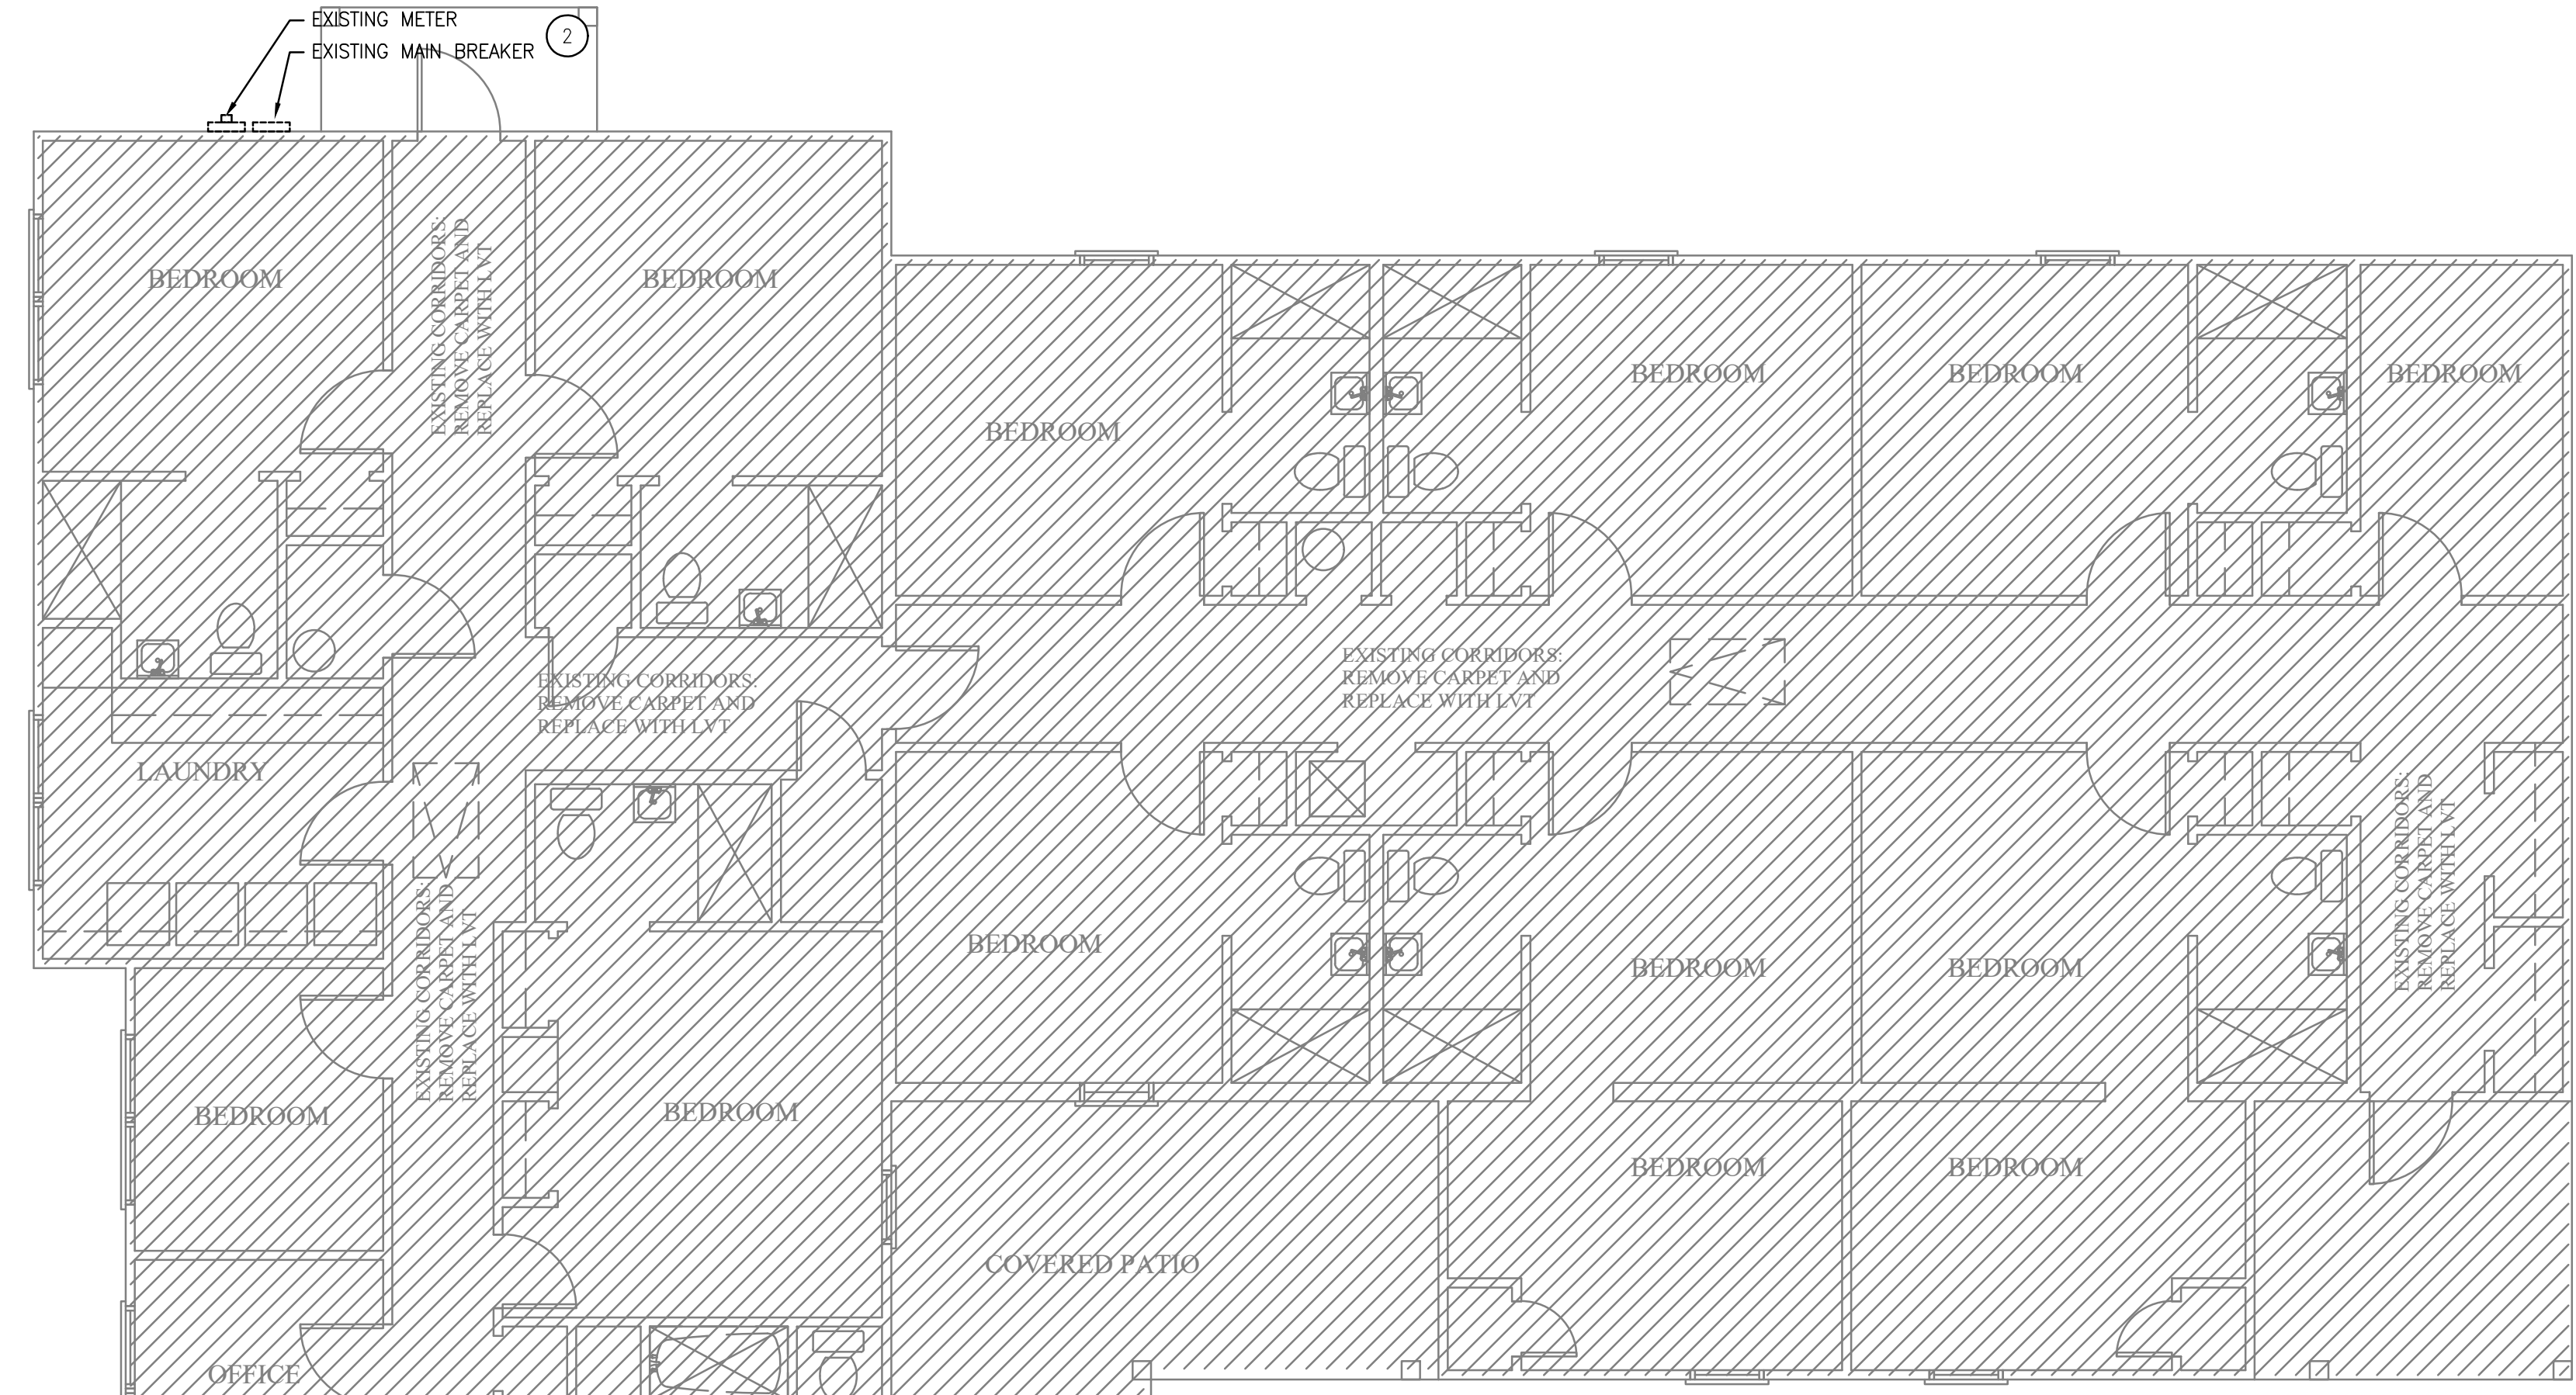 EXISTING METER
EXISTING MAIN BREAKER
2
BEDROOM
EXISTING CORRIDORS:
REMOVE CARPET AND
REPLACE WITH LVT
BEDROOM
BEDROOM
BEDROOM
BEDROOM
BEDROOM
EXISTING CORRIDORS:
REMOVE CARPET AND
REPLACE WITH LVT
EXISTING CORRIDORS:
REMOVE CARPET AND
REPLACE WITH LVT
LAUNDRY
EXISTING CORRIDORS:
REMOVE CARPET AND
REPLACE WITH LVT
EXISTING CORRIDORS:
REMOVE CARPET AND
REPLACE WITH LVT
BEDROOM
BEDROOM
BEDROOM
BEDROOM
BEDROOM
BEDROOM
BEDROOM
COVERED PATIO
OFFICE